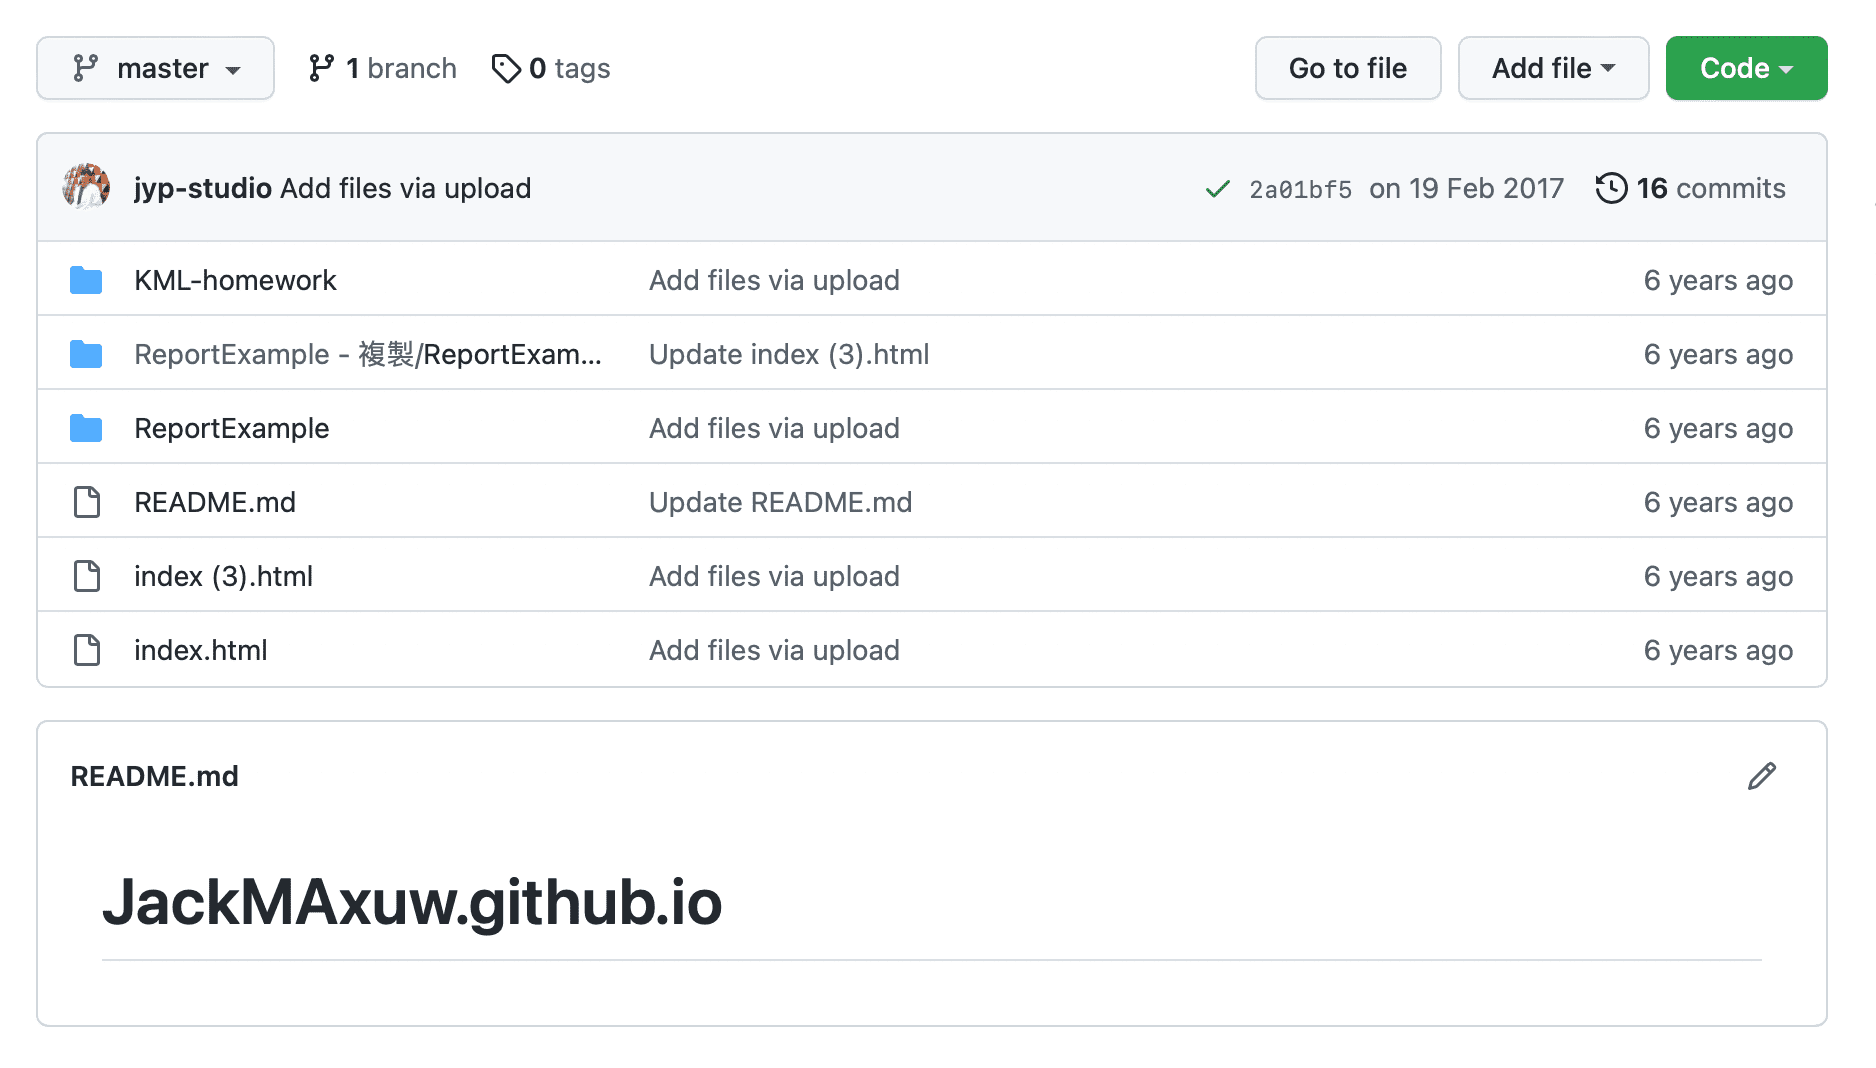 master 1 branch 0 tags Go to file Add file Code
jyp-studio Add files via upload 2a01bf5 on 19 Feb 2017 16 commits
KML-homework Add files via upload 6 years ago
ReportExample - 複製/ReportExam... Update index (3).html 6 years ago
ReportExample Add files via upload 6 years ago
README.md Update README.md 6 years ago
index (3).html Add files via upload 6 years ago
index.html Add files via upload 6 years ago
README.md
JackMAxuw.github.io